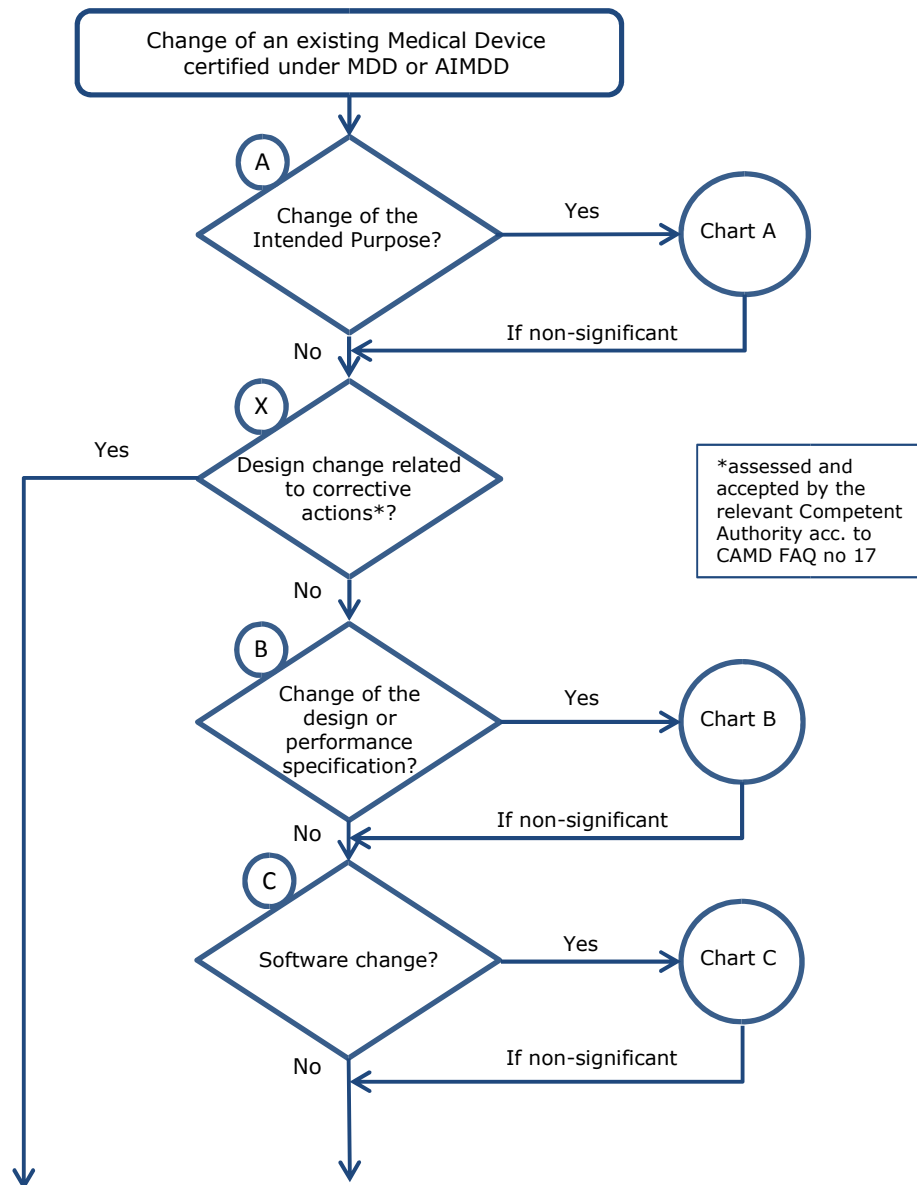 Change of an existing Medical Device
certified under MDD or AIMDD
A
Change of the
Intended Purpose?
Yes
Chart A
If non-significant
No
X
Yes
Design change related
to corrective
actions*?
*assessed and
accepted by the
relevant Competent
Authority acc. to
CAMD FAQ no 17
No
B
Change of the
design or
performance
specification?
Yes
Chart B
If non-significant
No
C
Software change?
Yes
Chart C
If non-significant
No